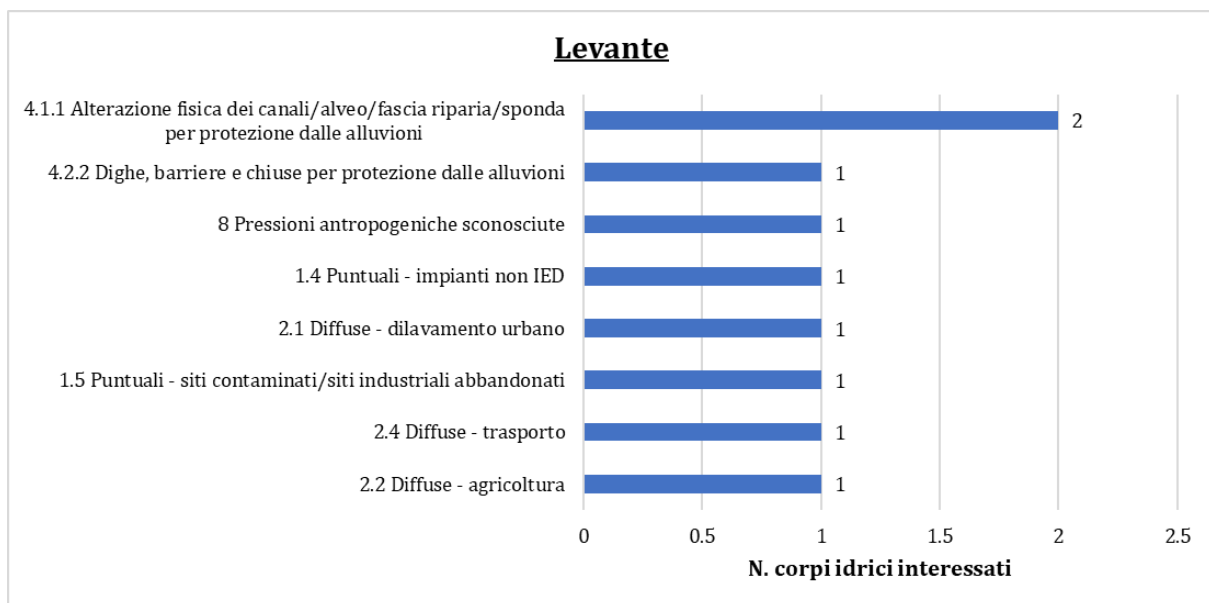 Levante
4.1.1 Alterazione fisica dei canali/alveo/fascia riparia/sponda
per protezione dalle alluvioni
2
4.2.2 Dighe, barriere e chiuse per protezione dalle alluvioni
1
8 Pressioni antropogeniche sconosciute
1
1.4 Puntuali - impianti non IED
1
2.1 Diffuse - dilavamento urbano
1
1.5 Puntuali - siti contaminati/siti industriali abbandonati
1
2.4 Diffuse - trasporto
1
2.2 Diffuse - agricoltura
1
0 0.5 1 1.5 2 2.5
N. corpi idrici interessati